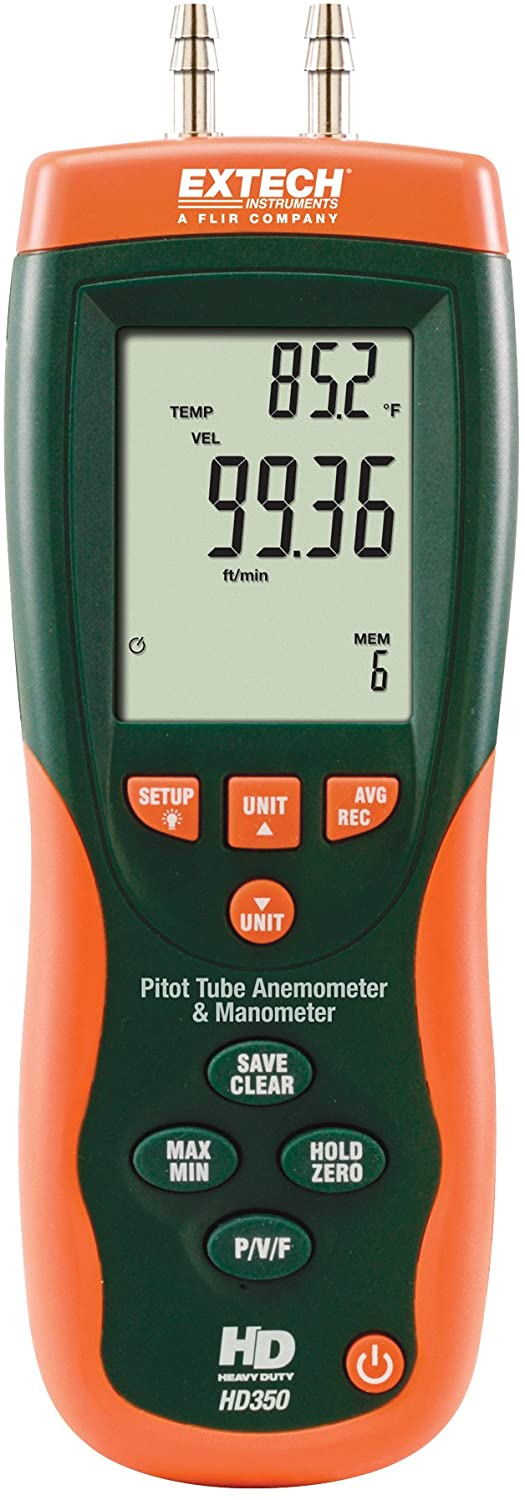 EXTECH®
INSTRUMENTS
A FLIR COMPANY
85.2 °F
TEMP
VEL
99.36
ft/min
MEM
6
SETUP
UNIT
AVG
REC
UNIT
Pitot Tube Anemometer
& Manometer
SAVE
CLEAR
MAX
MIN
HOLD
ZERO
P/V/F
HD
HEAVY DUTY
HD350